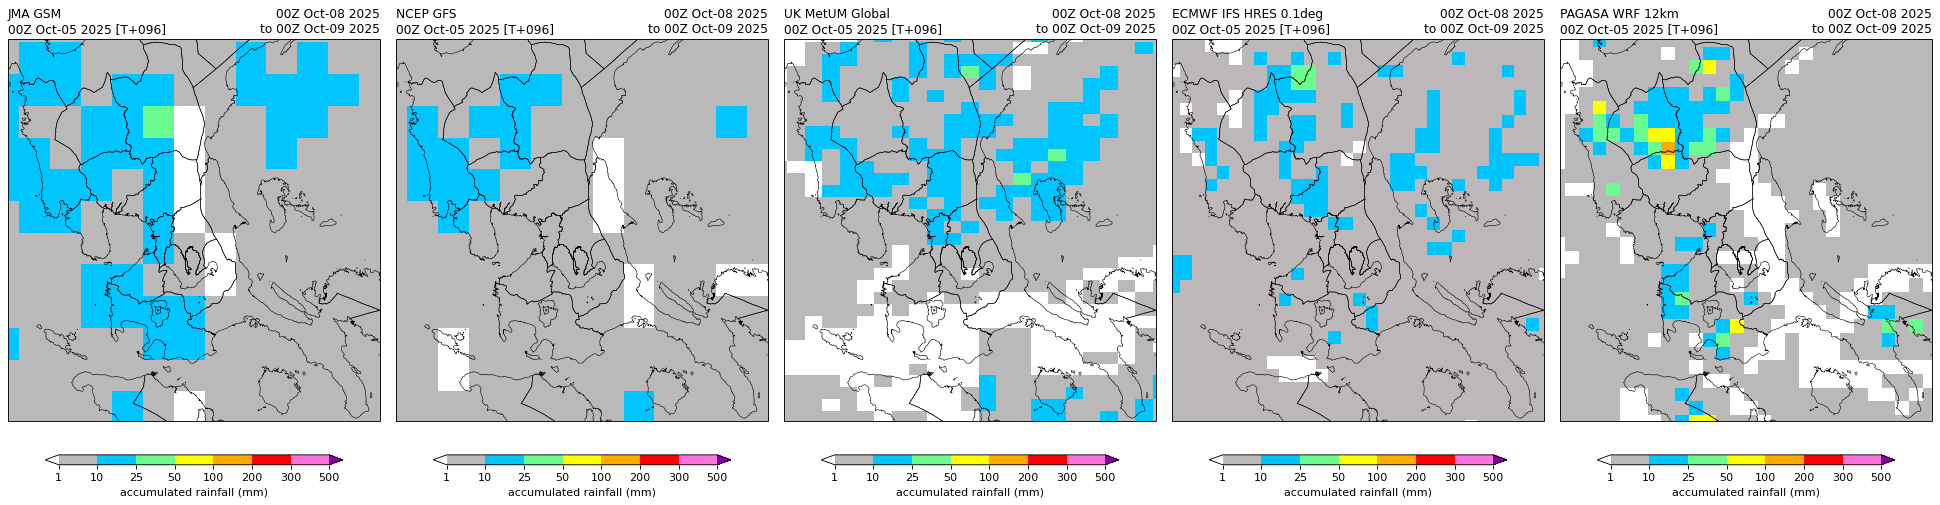 JMA GSM 00Z Oct-08 2025
00Z Oct-05 2025 [T+096] to 00Z Oct-09 2025
1 10 25 50 100 200 300 500
accumulated rainfall (mm)
NCEP GFS 00Z Oct-08 2025
00Z Oct-05 2025 [T+096] to 00Z Oct-09 2025
1 10 25 50 100 200 300 500
accumulated rainfall (mm)
UK MetUM Global 00Z Oct-08 2025
00Z Oct-05 2025 [T+096] to 00Z Oct-09 2025
1 10 25 50 100 200 300 500
accumulated rainfall (mm)
ECMWF IFS HRES 0.1deg 00Z Oct-08 2025
00Z Oct-05 2025 [T+096] to 00Z Oct-09 2025
1 10 25 50 100 200 300 500
accumulated rainfall (mm)
PAGASA WRF 12km 00Z Oct-08 2025
00Z Oct-05 2025 [T+096] to 00Z Oct-09 2025
1 10 25 50 100 200 300 500
accumulated rainfall (mm)